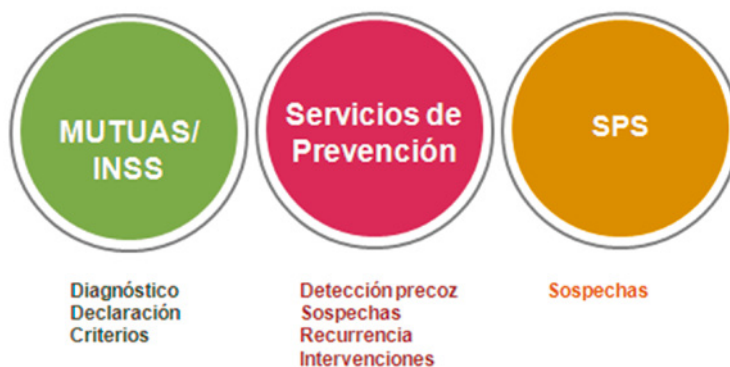 MUTUAS/
INSS
Servicios de
Prevención
SPS
Diagnóstico
Declaración
Criterios
Detección precoz
Sospechas
Recurrencia
Intervenciones
Sospechas